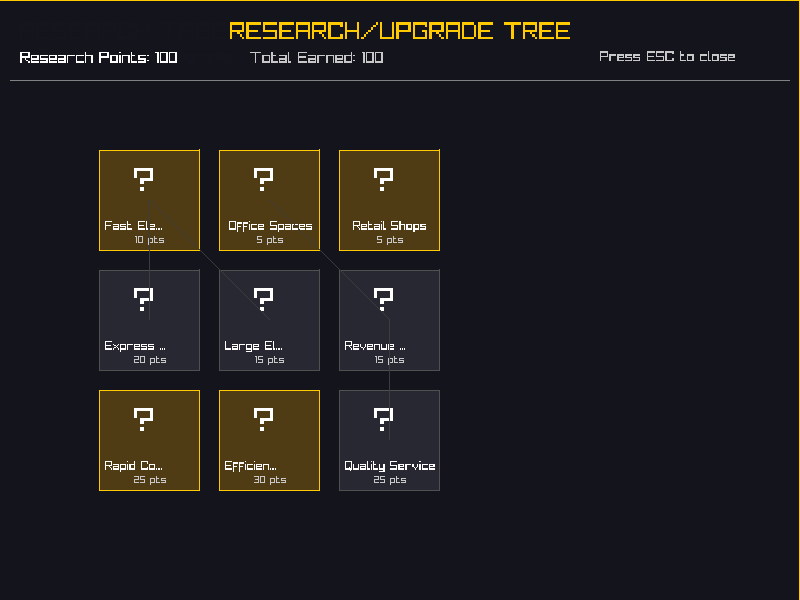 RESEARCH/UPGRADE TREE
Research Points: 100
Total Earned: 100
Press ESC to close
?
?
?
Fast Ele...
Office Spaces
Retail Shops
10 pts
5 pts
5 pts
?
?
?
Express ...
Large El...
Revenue ...
20 pts
15 pts
15 pts
?
?
?
Rapid Co...
Efficien...
Quality Service
25 pts
30 pts
25 pts